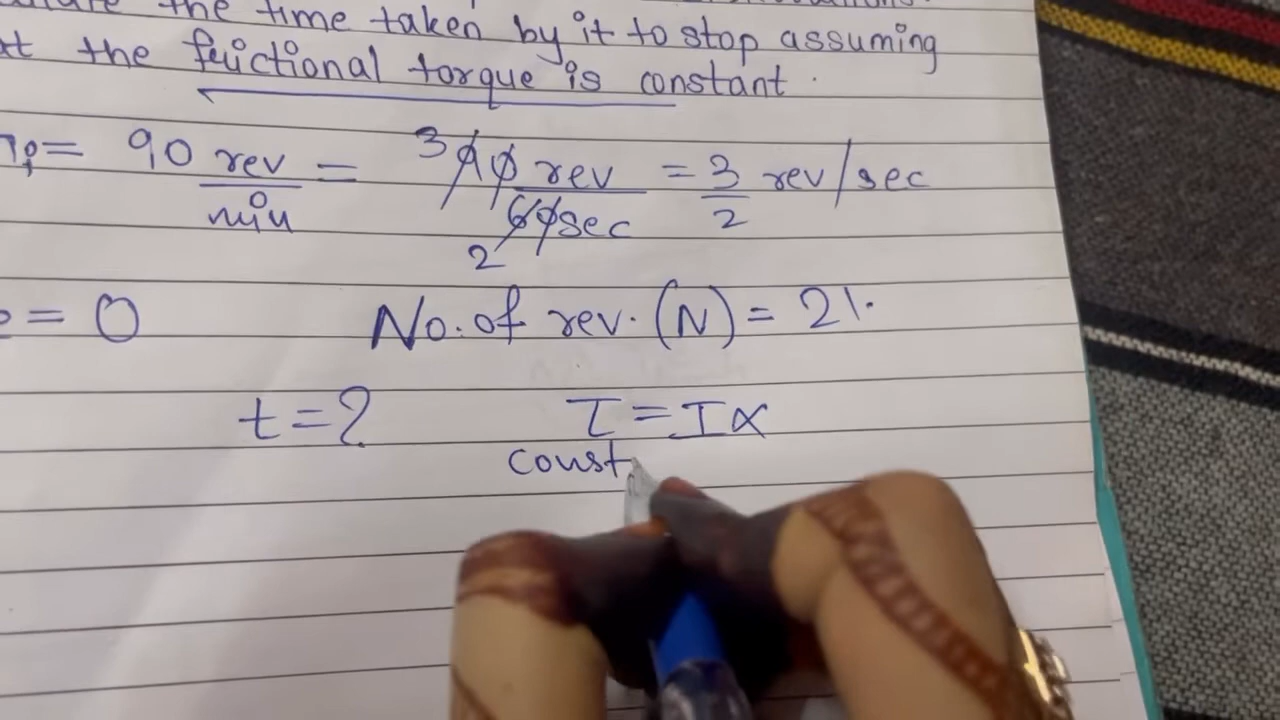 the time taken by it to stop assuming
the frictional torque is constant.
= 90 rev/min = 3 90 rev / 60 sec 2 = 3/2 rev/sec
= 0 No. of rev. (N) = 21.
t = ? τ = Iα
const